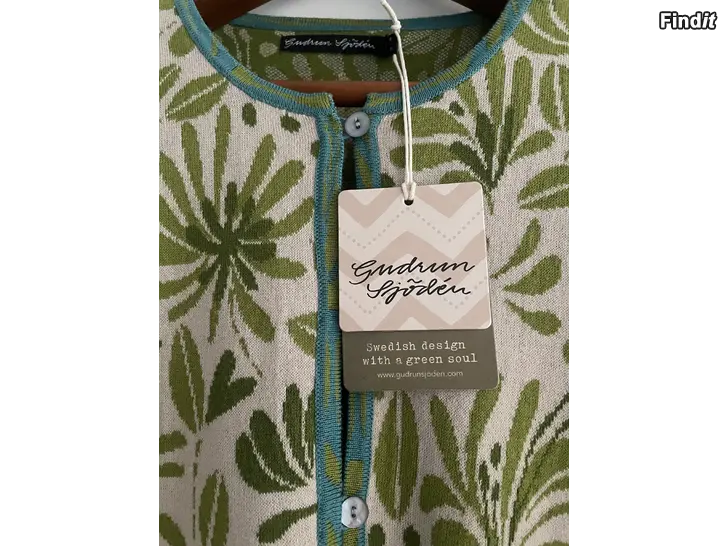 Findit
Gudrun Sjödén
Gudrun
Sjödén
Swedish design
with a green soul
www.gudrunsjoden.com